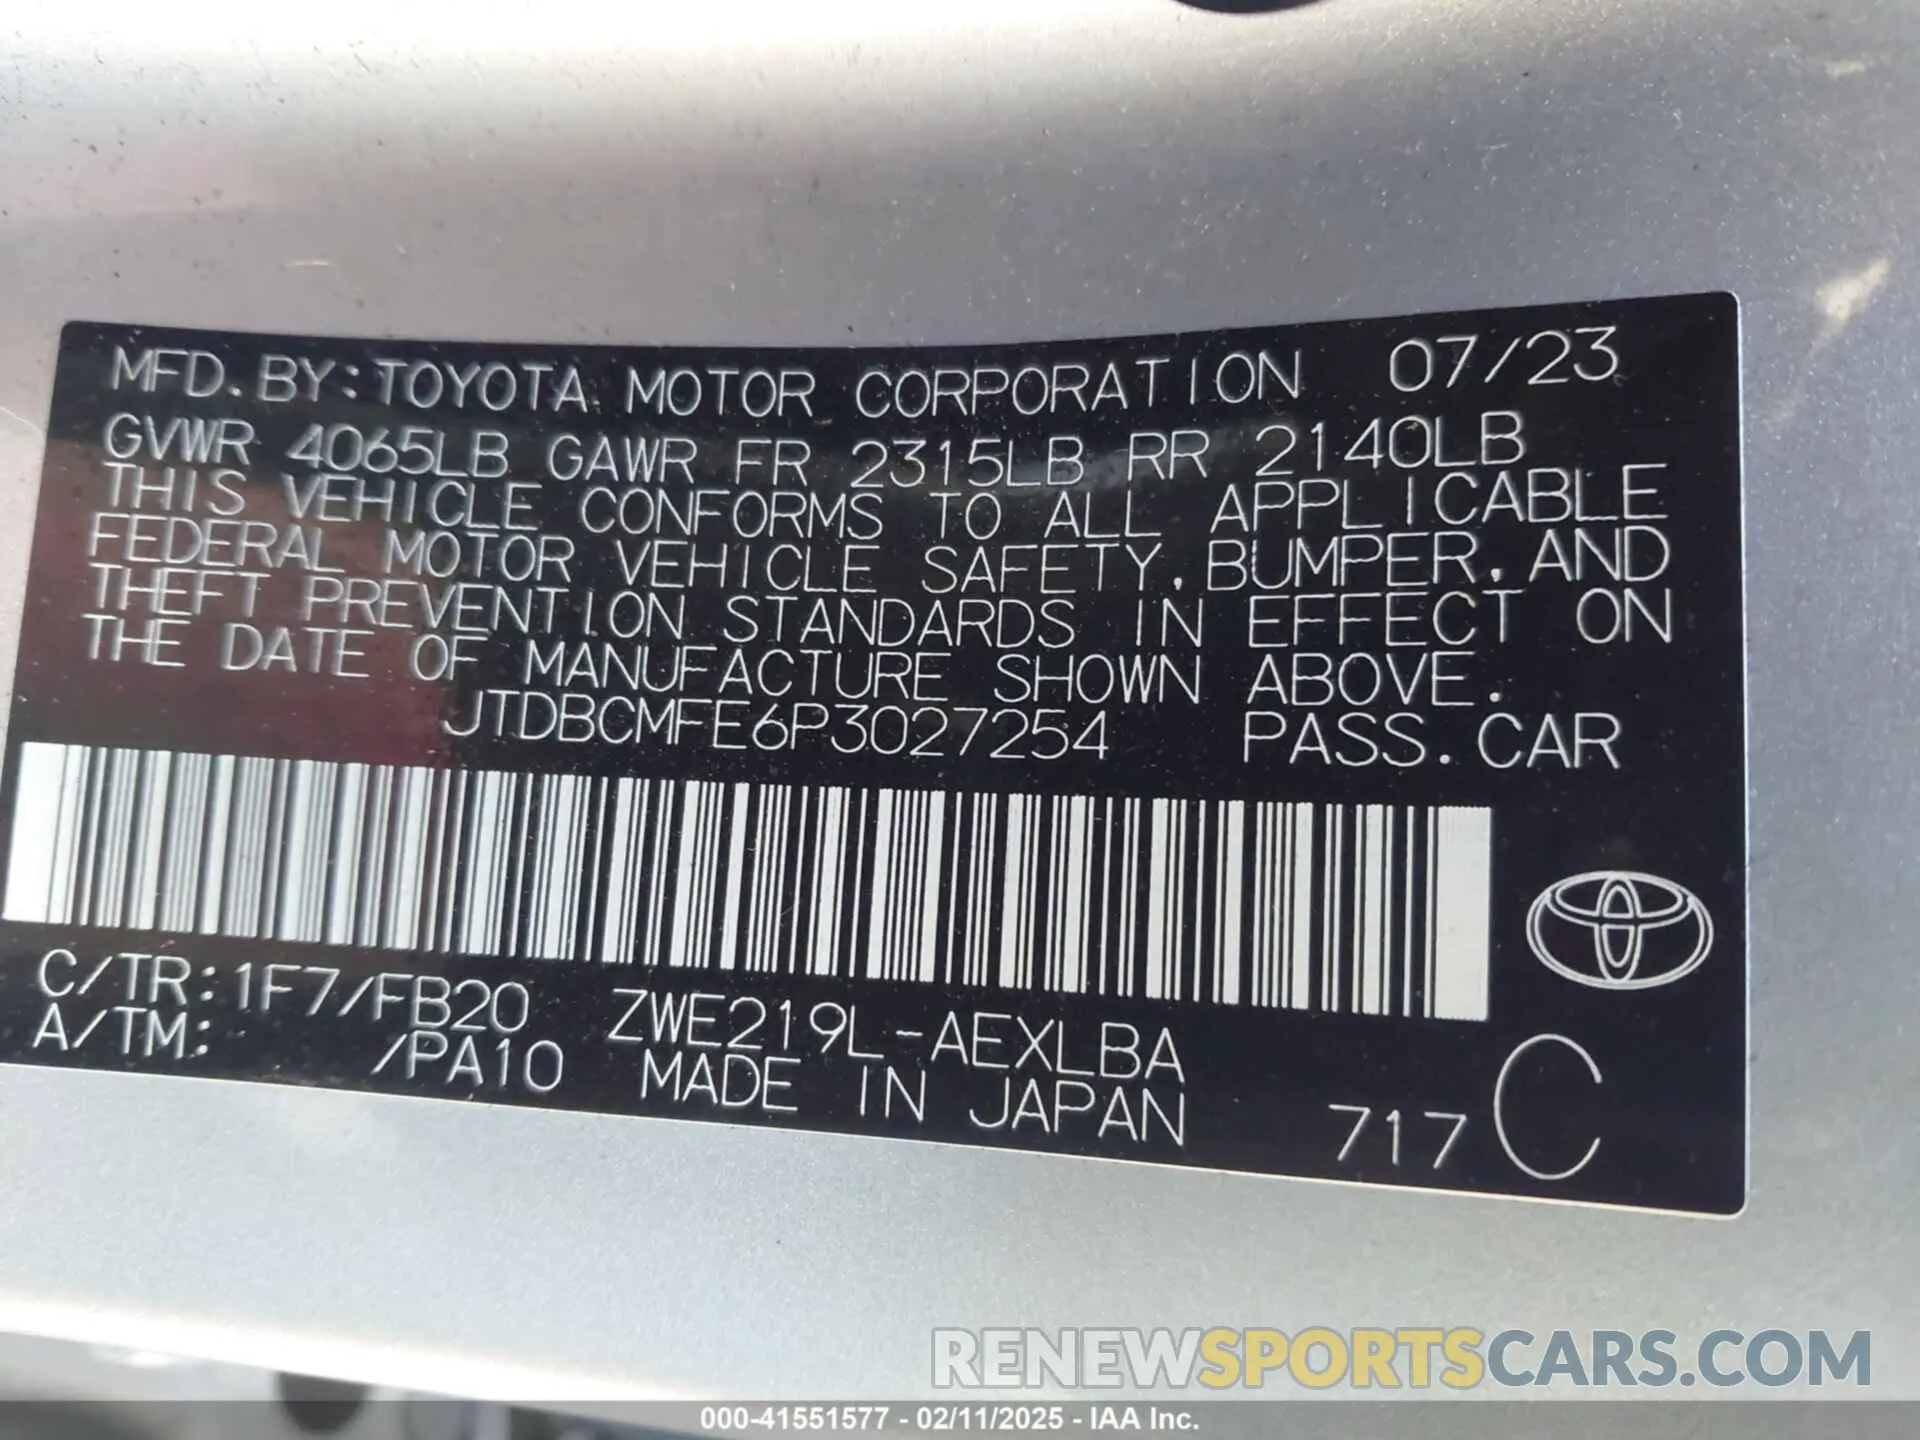 MFD. BY: TOYOTA MOTOR CORPORATION 07/23
GVWR 4065LB GAWR FR 2315LB RR 2140LB
THIS VEHICLE CONFORMS TO ALL APPLICABLE
FEDERAL MOTOR VEHICLE SAFETY, BUMPER, AND
THEFT PREVENTION STANDARDS IN EFFECT ON
THE DATE OF MANUFACTURE SHOWN ABOVE.
JTDBCMFE6P3027254 PASS. CAR
C/TR: 1F7/FB20 ZWE219L-AEXLBA
A/TM: /PA10 MADE IN JAPAN 717 C
RENEWSPORTSCARS.COM
000-41551577 - 02/11/2025 - IAA Inc.